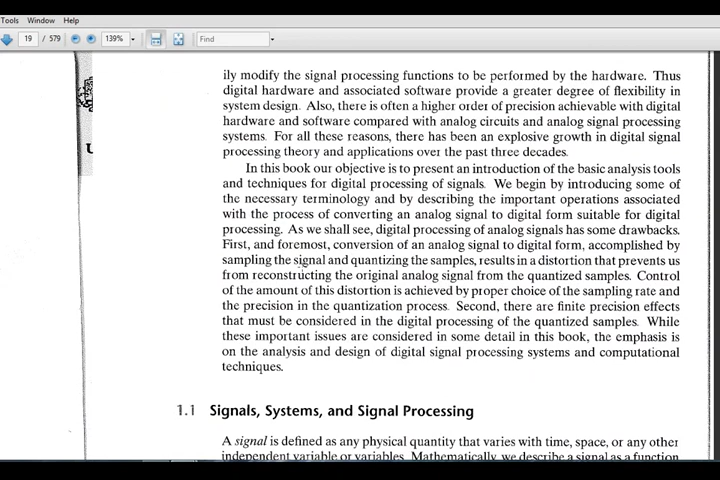 Tools Window Help
19 / 579 139% Find
ily modify the signal processing functions to be performed by the hardware. Thus
digital hardware and associated software provide a greater degree of flexibility in
system design. Also, there is often a higher order of precision achievable with digital
hardware and software compared with analog circuits and analog signal processing
systems. For all these reasons, there has been an explosive growth in digital signal
processing theory and applications over the past three decades.
In this book our objective is to present an introduction of the basic analysis tools
and techniques for digital processing of signals. We begin by introducing some of
the necessary terminology and by describing the important operations associated
with the process of converting an analog signal to digital form suitable for digital
processing. As we shall see, digital processing of analog signals has some drawbacks.
First, and foremost, conversion of an analog signal to digital form, accomplished by
sampling the signal and quantizing the samples, results in a distortion that prevents us
from reconstructing the original analog signal from the quantized samples. Control
of the amount of this distortion is achieved by proper choice of the sampling rate and
the precision in the quantization process. Second, there are finite precision effects
that must be considered in the digital processing of the quantized samples. While
these important issues are considered in some detail in this book, the emphasis is
on the analysis and design of digital signal processing systems and computational
techniques.
1.1 Signals, Systems, and Signal Processing
A signal is defined as any physical quantity that varies with time, space, or any other
independent variable or variables. Mathematically, we describe a signal as a function